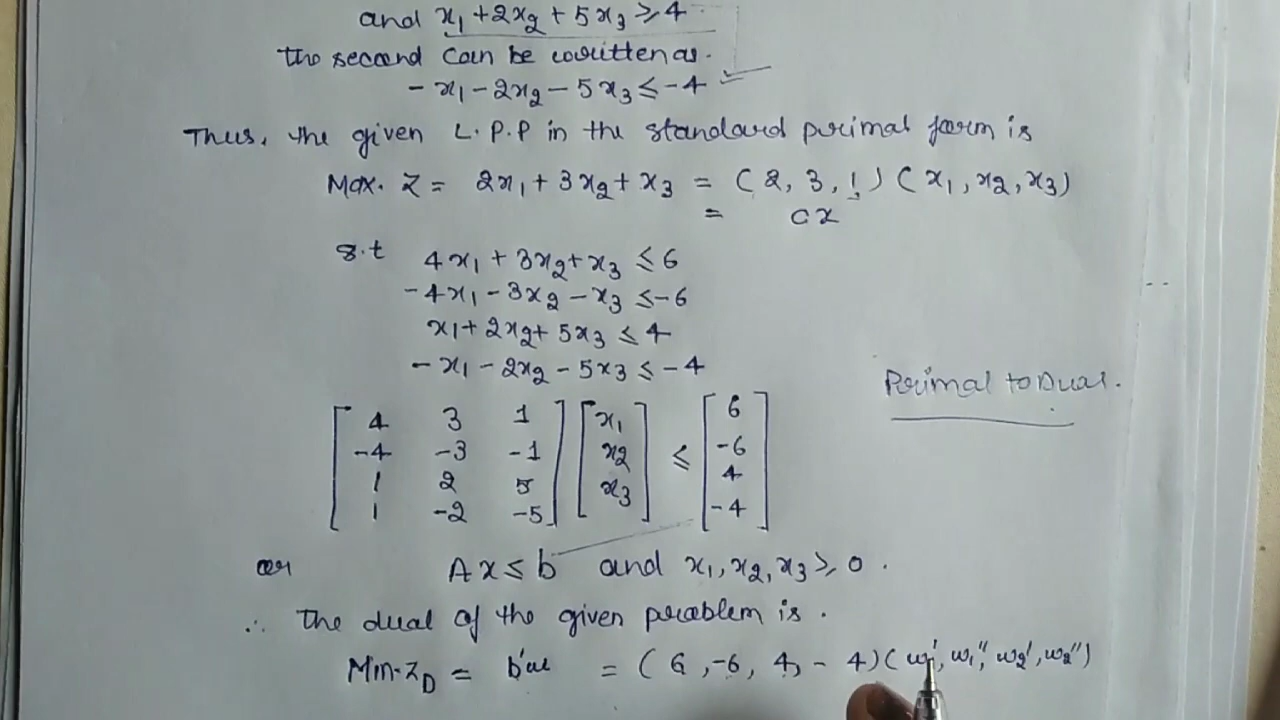 and x₁ + 2x₂ + 5x₃ ≥ 4
the second can be written as.
- x₁ - 2x₂ - 5x₃ ≤ -4
Thus, the given L.P.P in the standard primal form is
Max. Z = 2x₁ + 3x₂ + x₃ = (2, 3, 1) (x₁, x₂, x₃)
= cx
s.t 4x₁ + 3x₂ + x₃ ≤ 6
-4x₁ - 3x₂ - x₃ ≤ -6
x₁ + 2x₂ + 5x₃ ≤ 4
- x₁ - 2x₂ - 5x₃ ≤ - 4
Primal to Dual.
[ 4 3 1 ] [ x₁ ] ≤ [ 6 ]
[ -4 -3 -1 ] [ x₂ ] [ -6 ]
[ 1 2 5 ] [ x₃ ] [ 4 ]
[ 1 -2 -5 ] [ -4 ]
or Ax ≤ b and x₁, x₂, x₃ ≥ 0 .
∴ the dual of the given problem is .
Min. Z_D = b'w = (6, -6, 4, - 4) (w₁', w₁'', w₂', w₂'')